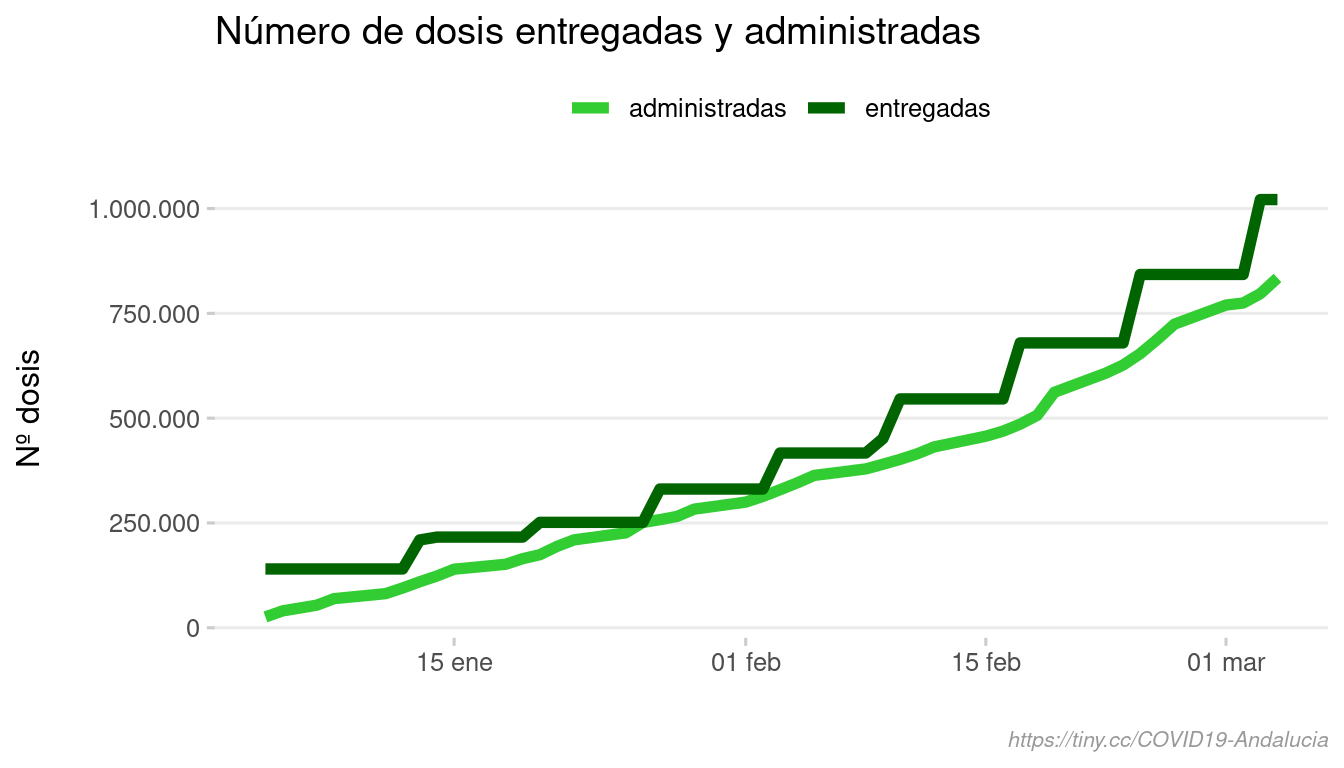 Número de dosis entregadas y administradas
administradas entregadas
1.000.000
750.000
500.000
250.000
0
Nº dosis
15 ene 01 feb 15 feb 01 mar
https://tiny.cc/COVID19-Andalucia